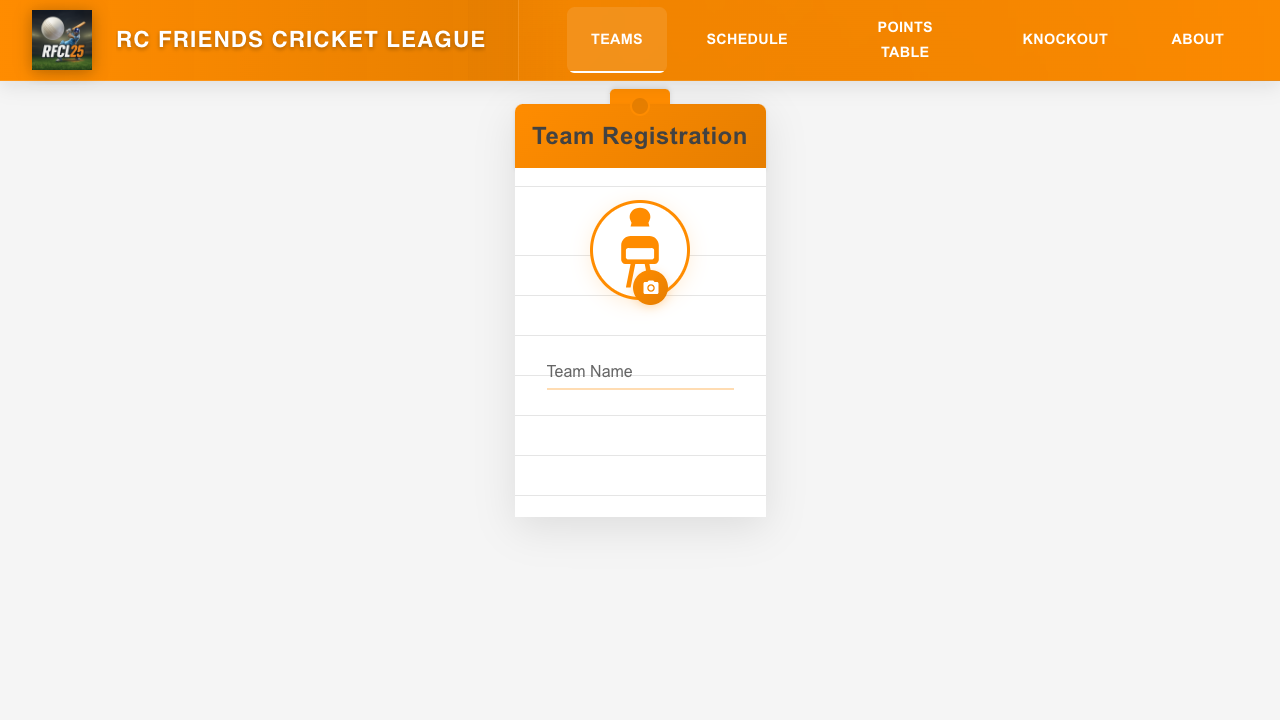 RFCL25
RC FRIENDS CRICKET LEAGUE
TEAMS
SCHEDULE
POINTS
TABLE
KNOCKOUT
ABOUT
Team Registration
Team Name